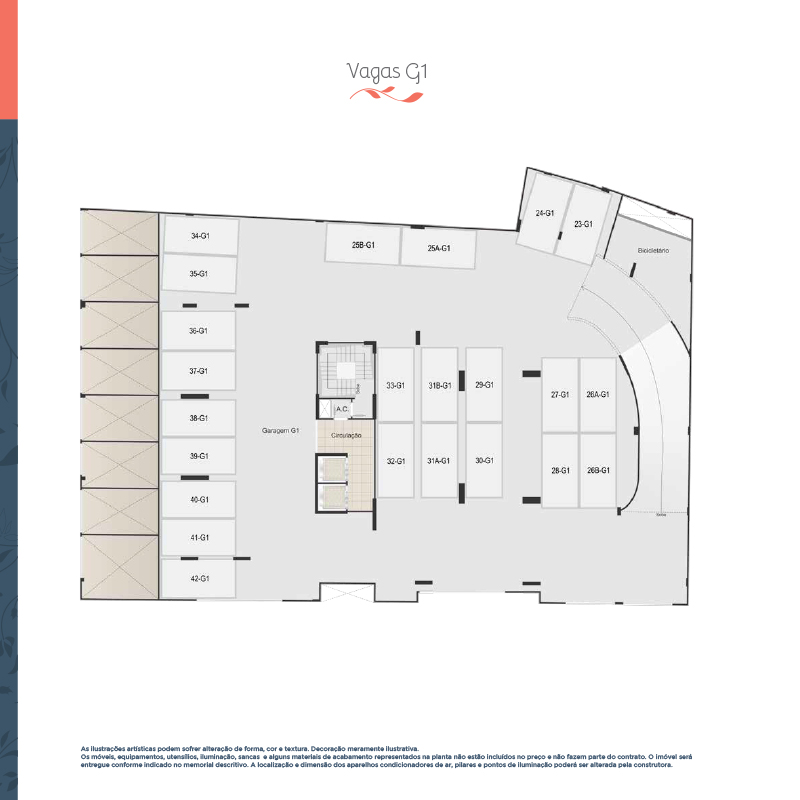 Vagas G1
24-G1
23-G1
34-G1
25B-G1
25A-G1
Bicicletário
35-G1
36-G1
37-G1
33-G1
31B-G1
29-G1
27-G1
26A-G1
A.C.
38-G1
Garagem G1
Circulação
39-G1
32-G1
31A-G1
30-G1
28-G1
26B-G1
40-G1
41-G1
42-G1
As ilustrações artísticas podem sofrer alteração de forma, cor e textura. Decoração meramente ilustrativa.
Os móveis, equipamentos, utensílios, iluminação, sancas e alguns materiais de acabamento representados na planta não estão incluídos no preço e não fazem parte do contrato. O imóvel será
entregue conforme indicado no memorial descritivo. A localização e dimensão dos aparelhos condicionadores de ar, pilares e pontos de iluminação poderá ser alterada pela construtora.